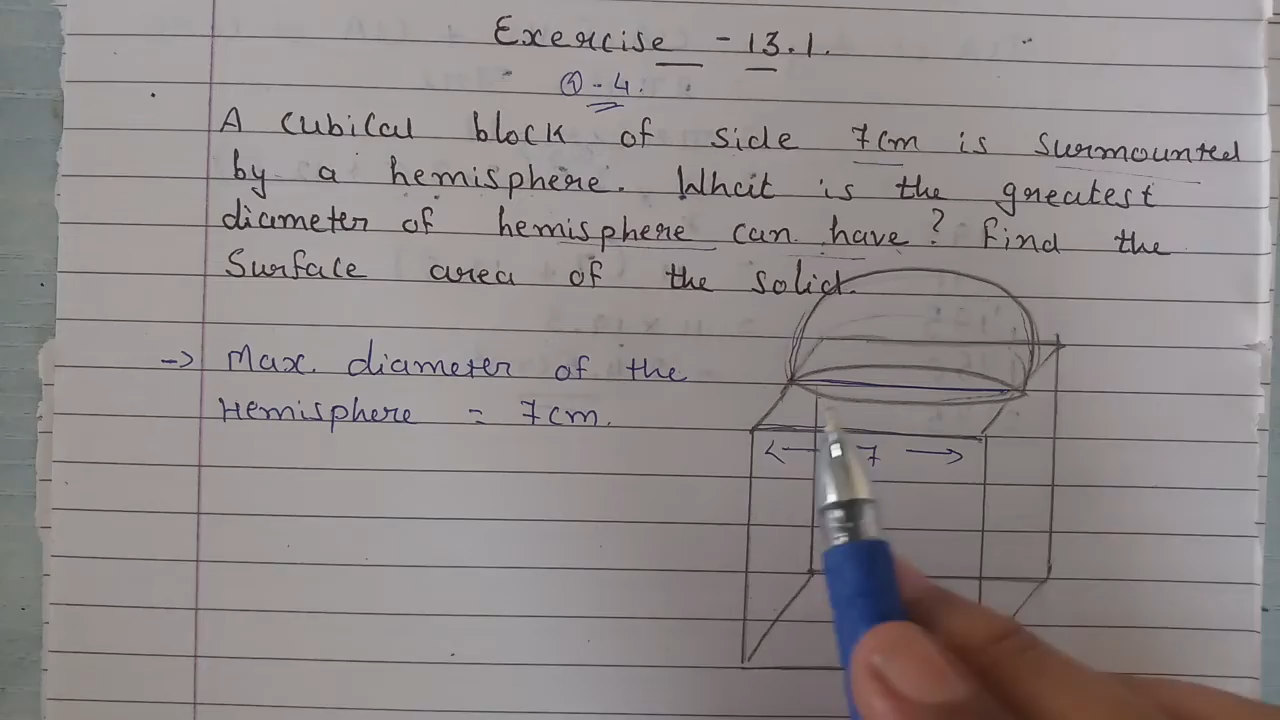 Exercise - 13.1.
Q-4.
A cubical block of side 7cm is surmounted
by a hemisphere. What is the greatest
diameter of hemisphere can have? Find the
Surface area of the solid.
→ Max. diameter of the
Hemisphere = 7cm.
← 7 →